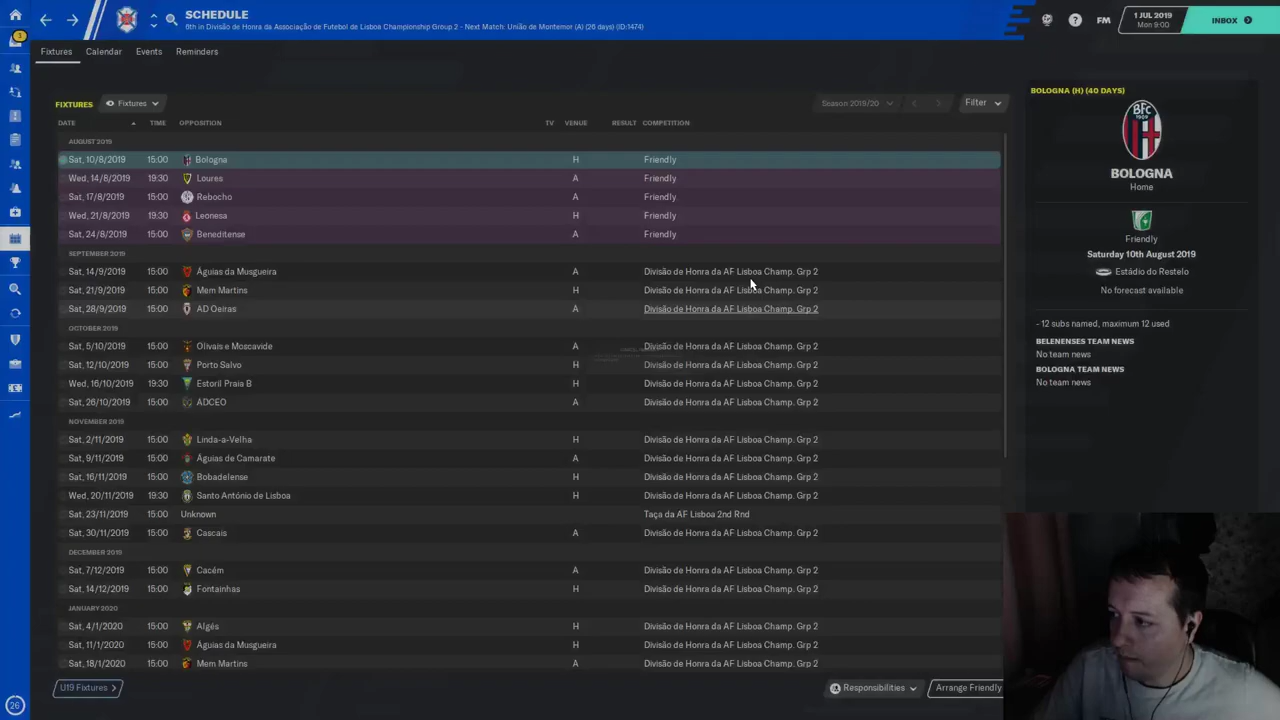 SCHEDULE
6th in Divisão de Honra da Associação de Futebol de Lisboa Championship Group 2 - Next Match: União de Montemor (A) (26 days) (ID:1474)
FM
1 JUL 2019
Mon 9:00
INBOX
3
Fixtures Calendar Events Reminders
FIXTURES Fixtures Season 2019/20 Filter
DATE TIME OPPOSITION TV VENUE RESULT COMPETITION
AUGUST 2019
Sat, 10/8/2019 15:00 Bologna H Friendly
Wed, 14/8/2019 19:30 Loures A Friendly
Sat, 17/8/2019 15:00 Rebocho A Friendly
Wed, 21/8/2019 19:30 Leonesa H Friendly
Sat, 24/8/2019 15:00 Beneditense A Friendly
SEPTEMBER 2019
Sat, 14/9/2019 15:00 Águias da Musgueira A Divisão de Honra da AF Lisboa Champ. Grp 2
Sat, 21/9/2019 15:00 Mem Martins H Divisão de Honra da AF Lisboa Champ. Grp 2
Sat, 28/9/2019 15:00 AD Oeiras A Divisão de Honra da AF Lisboa Champ. Grp 2
OCTOBER 2019
Sat, 5/10/2019 15:00 Olivais e Moscavide A Divisão de Honra da AF Lisboa Champ. Grp 2
Sat, 12/10/2019 15:00 Porto Salvo H Divisão de Honra da AF Lisboa Champ. Grp 2
Wed, 16/10/2019 19:30 Estoril Praia B H Divisão de Honra da AF Lisboa Champ. Grp 2
Sat, 26/10/2019 15:00 ADCEO A Divisão de Honra da AF Lisboa Champ. Grp 2
NOVEMBER 2019
Sat, 2/11/2019 15:00 Linda-a-Velha H Divisão de Honra da AF Lisboa Champ. Grp 2
Sat, 9/11/2019 15:00 Águias de Camarate A Divisão de Honra da AF Lisboa Champ. Grp 2
Sat, 16/11/2019 15:00 Bobadelense H Divisão de Honra da AF Lisboa Champ. Grp 2
Wed, 20/11/2019 19:30 Santo António de Lisboa H Divisão de Honra da AF Lisboa Champ. Grp 2
Sat, 23/11/2019 15:00 Unknown Taça da AF Lisboa 2nd Rnd
Sat, 30/11/2019 15:00 Cascais A Divisão de Honra da AF Lisboa Champ. Grp 2
DECEMBER 2019
Sat, 7/12/2019 15:00 Cacém A Divisão de Honra da AF Lisboa Champ. Grp 2
Sat, 14/12/2019 15:00 Fontainhas H Divisão de Honra da AF Lisboa Champ. Grp 2
JANUARY 2020
Sat, 4/1/2020 15:00 Algés H Divisão de Honra da AF Lisboa Champ. Grp 2
Sat, 11/1/2020 15:00 Águias da Musgueira H Divisão de Honra da AF Lisboa Champ. Grp 2
Sat, 18/1/2020 15:00 Mem Martins A Divisão de Honra da AF Lisboa Champ. Grp 2
U19 Fixtures Responsibilities Arrange Friendly
26
BOLOGNA (H) (40 DAYS)
BFC
1909
BOLOGNA
Home
Friendly
Saturday 10th August 2019
Estádio do Restelo
No forecast available
- 12 subs named, maximum 12 used
BELENENSES TEAM NEWS
No team news
BOLOGNA TEAM NEWS
No team news